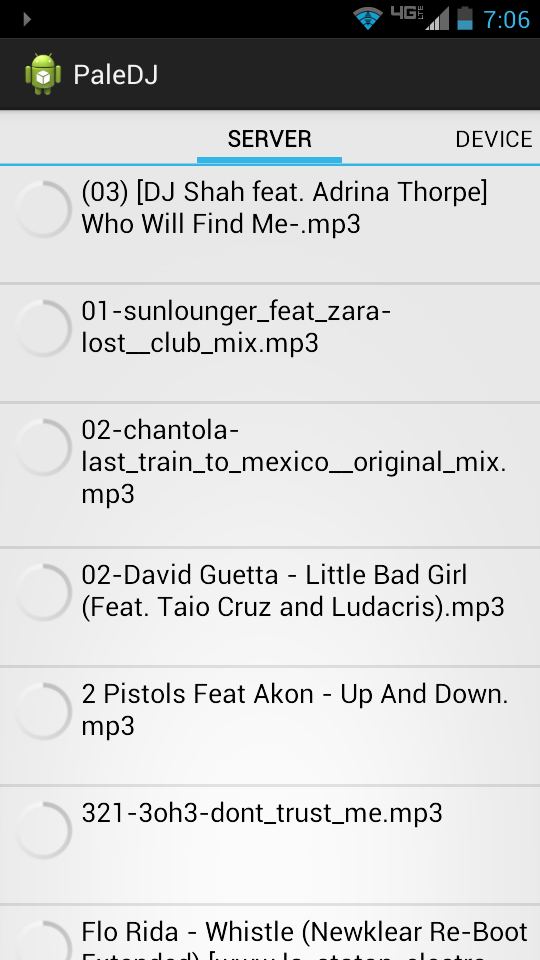 4G LTE 7:06
PaleDJ
SERVER DEVICE
(03) [DJ Shah feat. Adrina Thorpe]
Who Will Find Me-.mp3
01-sunlounger_feat_zara-
lost__club_mix.mp3
02-chantola-
last_train_to_mexico__original_mix.
mp3
02-David Guetta - Little Bad Girl
(Feat. Taio Cruz and Ludacris).mp3
2 Pistols Feat Akon - Up And Down.
mp3
321-3oh3-dont_trust_me.mp3
Flo Rida - Whistle (Newklear Re-Boot